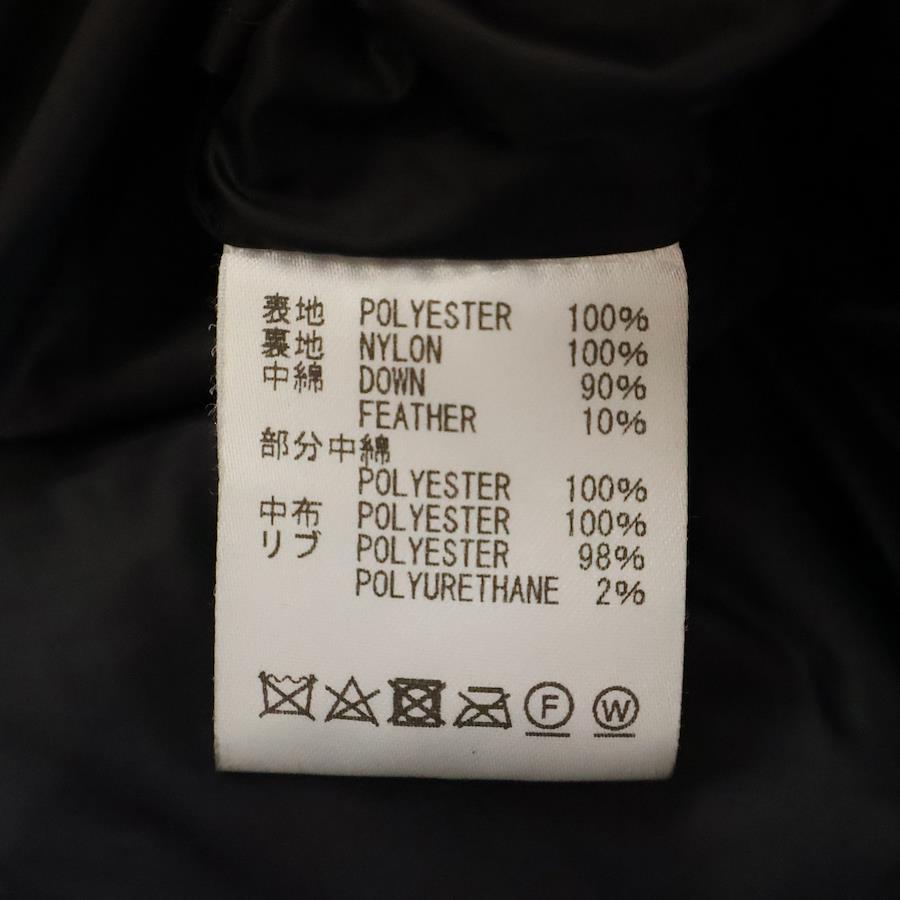 表地 POLYESTER 100%
裏地 NYLON 100%
中綿 DOWN 90%
FEATHER 10%
部分中綿
POLYESTER 100%
中布 POLYESTER 100%
リブ POLYESTER 98%
POLYURETHANE 2%
F W